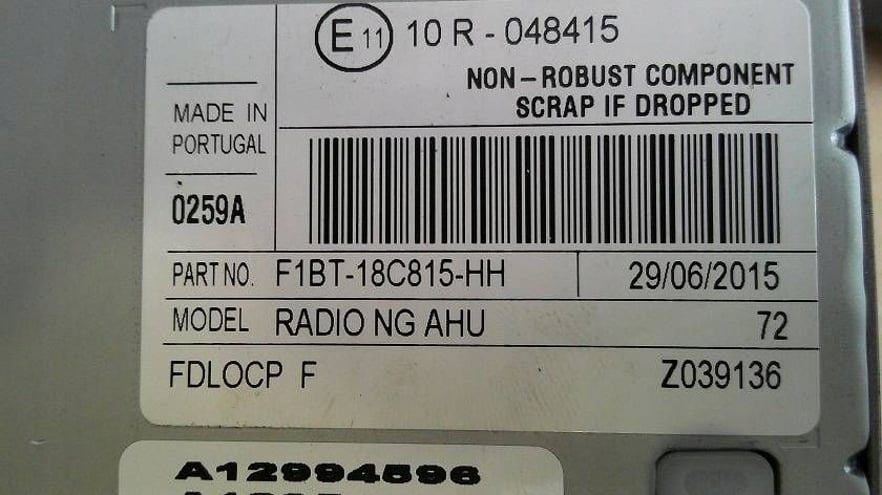 E 11 10 R - 048415
NON-ROBUST COMPONENT
SCRAP IF DROPPED
MADE IN
PORTUGAL
0259A
PART NO. F1BT-18C815-HH 29/06/2015
MODEL RADIO NG AHU 72
FDLOCP F Z039136
A12994596